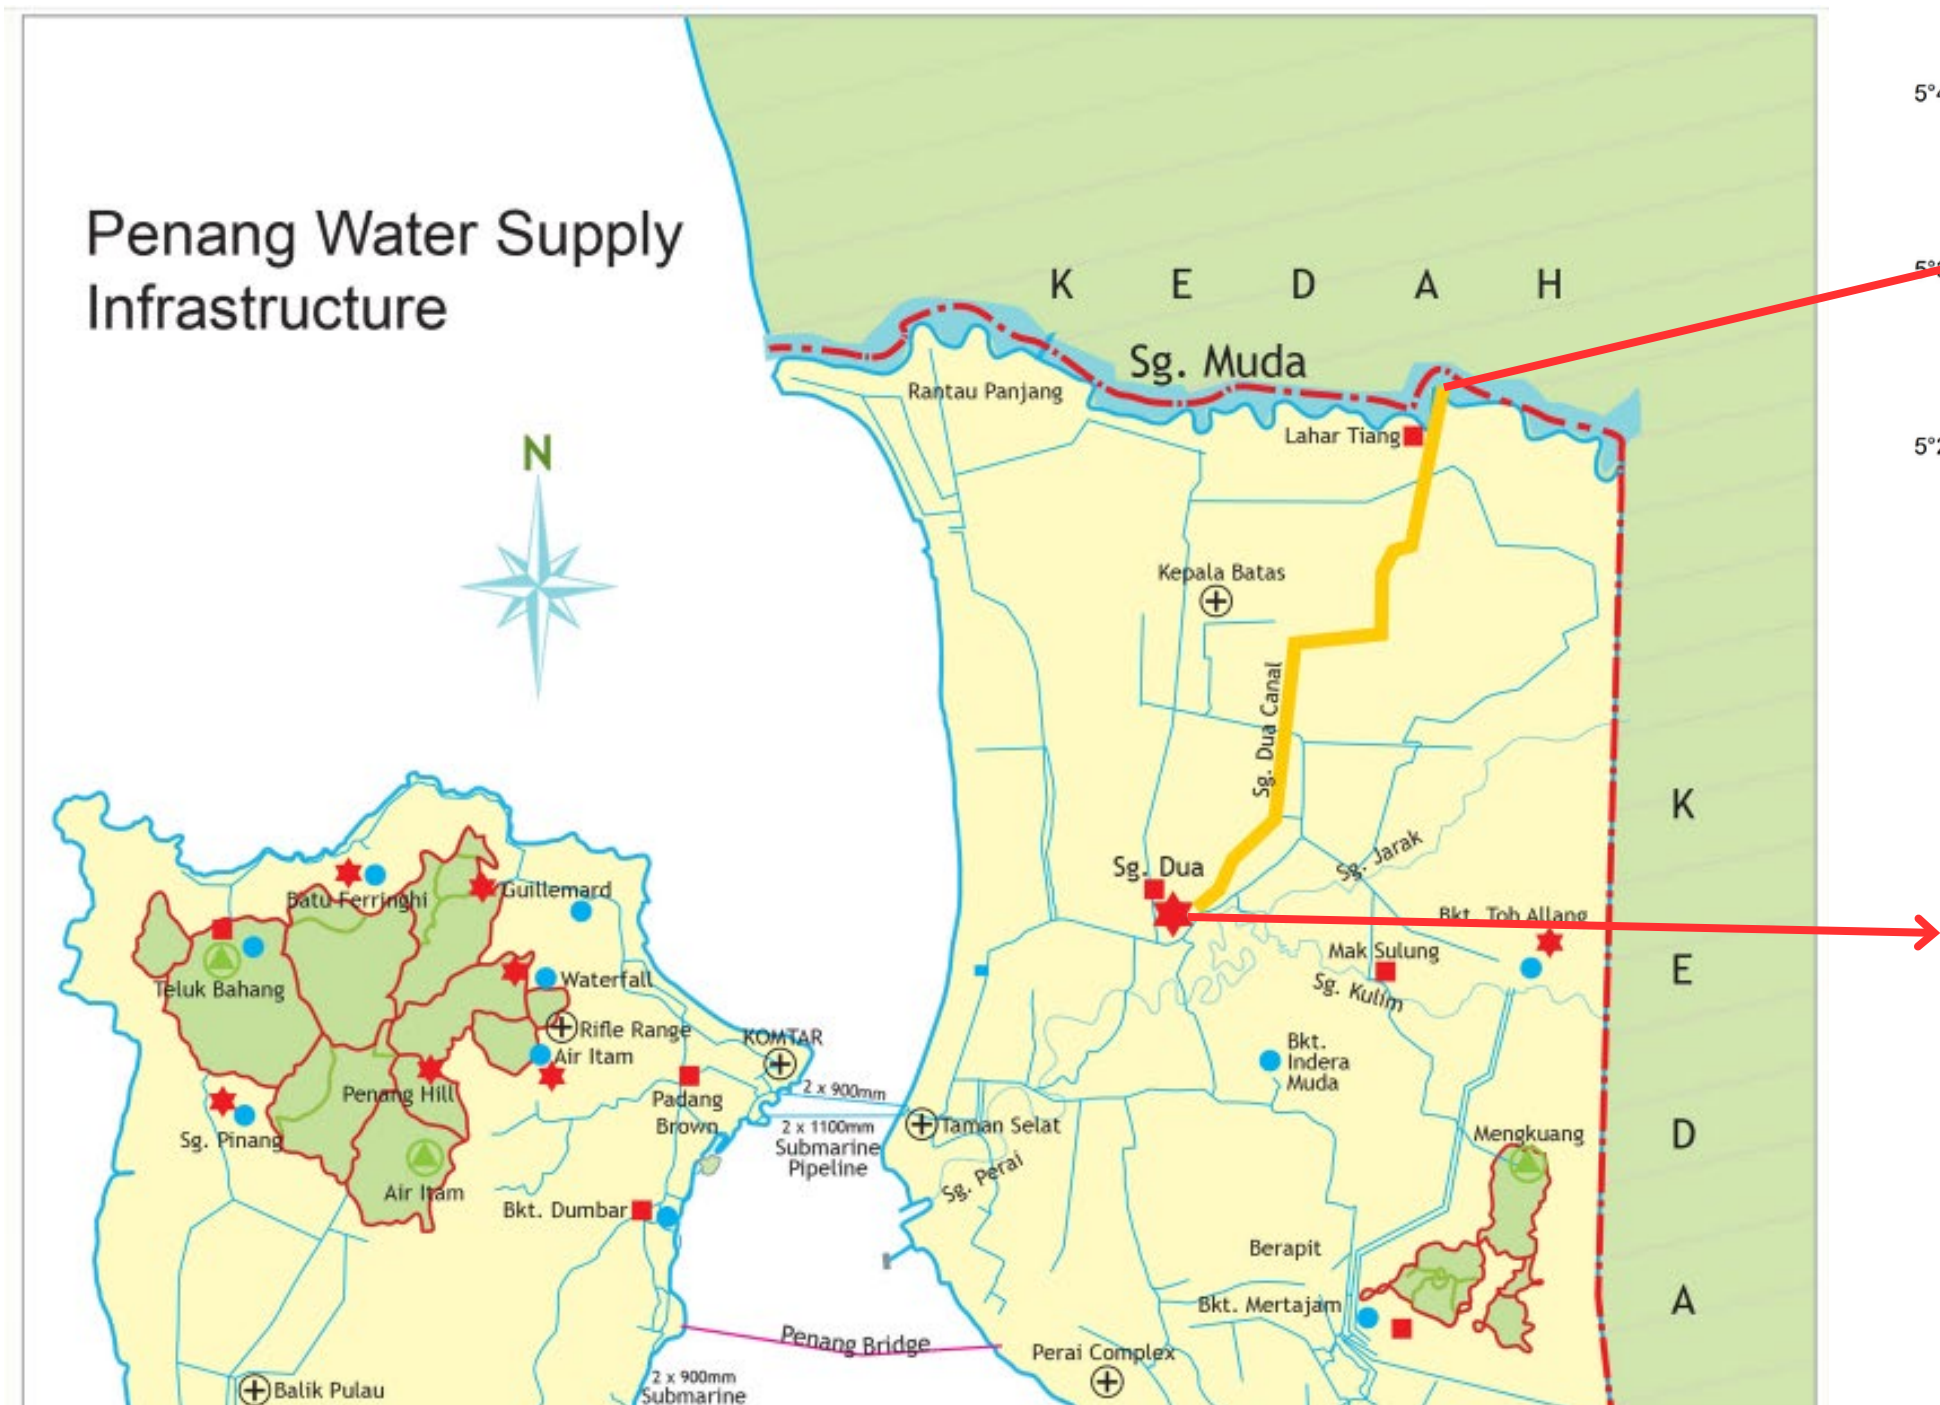 Penang Water Supply
Infrastructure
N
K E D A H
Sg. Muda
Rantau Panjang
Lahar Tiang
Kepala Batas
Sg. Dua Canal
Sg. Dua
Sg. Jarak
Bkt. Toh Allang
Mak Sulung
Sg. Kulim
Bkt.
Indera
Muda
Mengkuang
Berapit
Bkt. Mertajam
Perai Complex
Taman Selat
Sg. Perai
K
E
D
A
Batu Ferringhi
Guillemard
Teluk Bahang
Waterfall
Rifle Range
Air Itam
KOMTAR
Penang Hill
Padang
Brown
Sg. Pinang
Air Itam
Bkt. Dumbar
2 x 900mm
2 x 1100mm
Submarine
Pipeline
Penang Bridge
2 x 900mm
Submarine
Balik Pulau